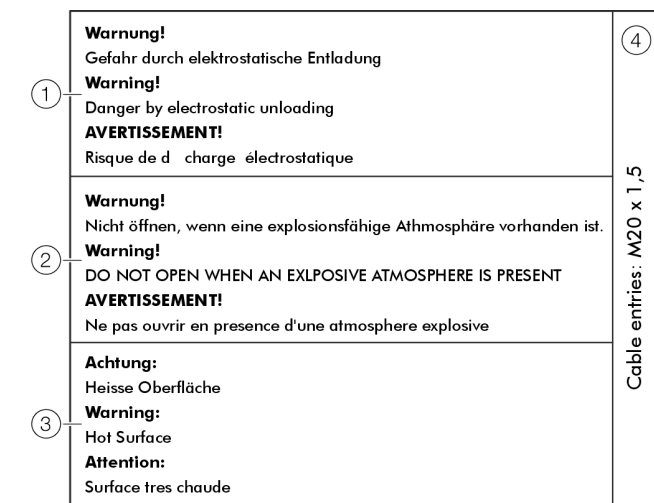 1
Warnung!
Gefahr durch elektrostatische Entladung
Warning!
Danger by electrostatic unloading
AVERTISSEMENT!
Risque de d charge électrostatique
2
Warnung!
Nicht öffnen, wenn eine explosionsfähige Athmosphäre vorhanden ist.
Warning!
DO NOT OPEN WHEN AN EXLPOSIVE ATMOSPHERE IS PRESENT
AVERTISSEMENT!
Ne pas ouvrir en presence d'une atmosphere explosive
3
Achtung:
Heisse Oberfläche
Warning:
Hot Surface
Attention:
Surface tres chaude
4
Cable entries: M20 x 1,5